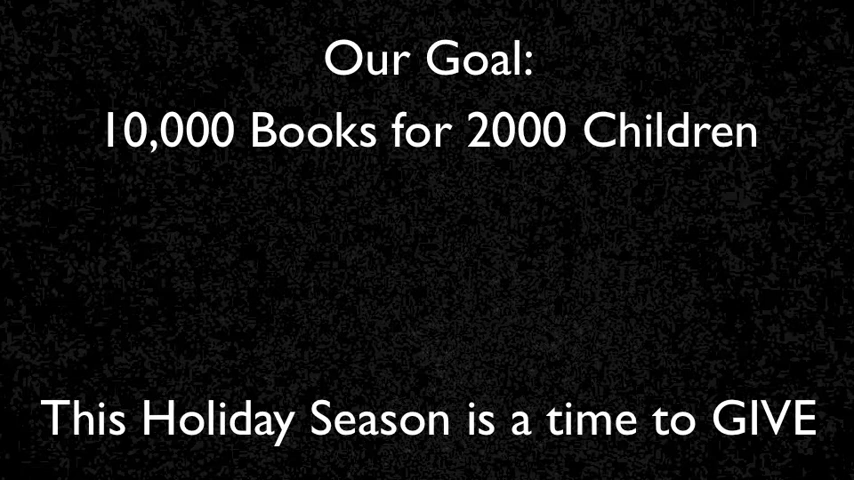 Our Goal:
10,000 Books for 2000 Children
This Holiday Season is a time to GIVE